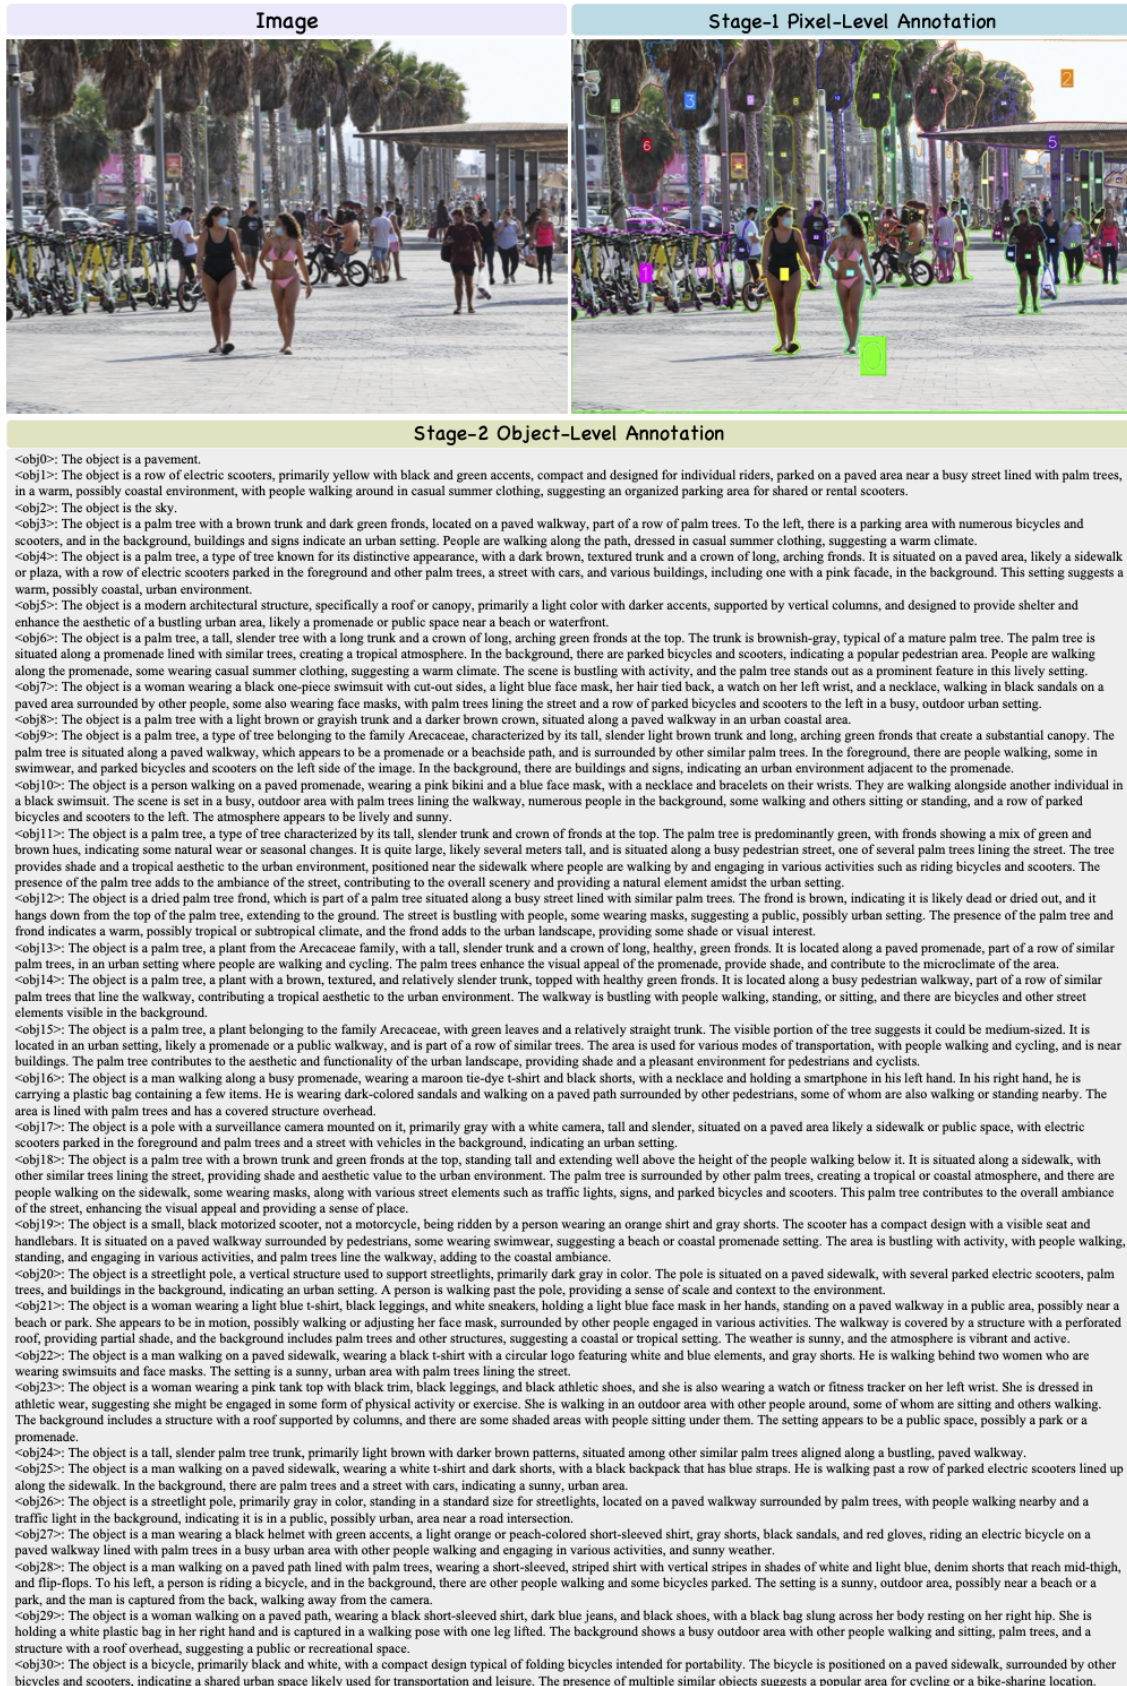 Image
Stage-1 Pixel-Level Annotation
4
3
2
6
5
1
0
Stage-2 Object-Level Annotation
<obj0>: The object is a pavement.
<obj1>: The object is a row of electric scooters, primarily yellow with black and green accents, compact and designed for individual riders, parked on a paved area near a busy street lined with palm trees,
in a warm, possibly coastal environment, with people walking around in casual summer clothing, suggesting an organized parking area for shared or rental scooters.
<obj2>: The object is the sky.
<obj3>: The object is a palm tree with a brown trunk and dark green fronds, located on a paved walkway, part of a row of palm trees. To the left, there is a parking area with numerous bicycles and
scooters, and in the background, buildings and signs indicate an urban setting. People are walking along the path, dressed in casual summer clothing, suggesting a warm climate.
<obj4>: The object is a palm tree, a type of tree known for its distinctive appearance, with a dark brown, textured trunk and a crown of long, arching fronds. It is situated on a paved area, likely a sidewalk
or plaza, with a row of electric scooters parked in the foreground and other palm trees, a street with cars, and various buildings, including one with a pink facade, in the background. This setting suggests a
warm, possibly coastal, urban environment.
<obj5>: The object is a modern architectural structure, specifically a roof or canopy, primarily a light color with darker accents, supported by vertical columns, and designed to provide shelter and
enhance the aesthetic of a bustling urban area, likely a promenade or public space near a beach or waterfront.
<obj6>: The object is a palm tree, a tall, slender tree with a long trunk and a crown of long, arching green fronds at the top. The trunk is brownish-gray, typical of a mature palm tree. The palm tree is
situated along a promenade lined with similar trees, creating a tropical atmosphere. In the background, there are parked bicycles and scooters, indicating a popular pedestrian area. People are walking
along the promenade, some wearing casual summer clothing, suggesting a warm climate. The scene is bustling with activity, and the palm tree stands out as a prominent feature in this lively setting.
<obj7>: The object is a woman wearing a black one-piece swimsuit with cut-out sides, a light blue face mask, her hair tied back, a watch on her left wrist, and a necklace, walking in black sandals on a
paved area surrounded by other people, some also wearing face masks, with palm trees lining the street and a row of parked bicycles and scooters to the left in a busy, outdoor urban setting.
<obj8>: The object is a palm tree with a light brown or grayish trunk and a darker brown crown, situated along a paved walkway in an urban coastal area.
<obj9>: The object is a palm tree, a type of tree belonging to the family Arecaceae, characterized by its tall, slender light brown trunk and long, arching green fronds that create a substantial canopy. The
palm tree is situated along a paved walkway, which appears to be a promenade or a beachside path, and is surrounded by other similar palm trees. In the foreground, there are people walking, some in
swimwear, and parked bicycles and scooters on the left side of the image. In the background, there are buildings and signs, indicating an urban environment adjacent to the promenade.
<obj10>: The object is a person walking on a paved promenade, wearing a pink bikini and a blue face mask, with a necklace and bracelets on their wrists. They are walking alongside another individual in
a black swimsuit. The scene is set in a busy, outdoor area with palm trees lining the walkway, numerous people in the background, some walking and others sitting or standing, and a row of parked
bicycles and scooters to the left. The atmosphere appears to be lively and sunny.
<obj11>: The object is a palm tree, a type of tree characterized by its tall, slender trunk and crown of fronds at the top. The palm tree is predominantly green, with fronds showing a mix of green and
brown hues, indicating some natural wear or seasonal changes. It is quite large, likely several meters tall, and is situated along a busy pedestrian street, one of several palm trees lining the street. The tree
provides shade and a tropical aesthetic to the urban environment, positioned near the sidewalk where people are walking by and engaging in various activities such as riding bicycles and scooters. The
presence of the palm tree adds to the ambiance of the street, contributing to the overall scenery and providing a natural element amidst the urban setting.
<obj12>: The object is a dried palm tree frond, which is part of a palm tree situated along a busy street lined with similar palm trees. The frond is brown, indicating it is likely dead or dried out, and it
hangs down from the top of the palm tree, extending to the ground. The street is bustling with people, some wearing masks, suggesting a public, possibly urban setting. The presence of the palm tree and
frond indicates a warm, possibly tropical or subtropical climate, and the frond adds to the urban landscape, providing some shade or visual interest.
<obj13>: The object is a palm tree, a plant from the Arecaceae family, with a tall, slender trunk and a crown of long, healthy, green fronds. It is located along a paved promenade, part of a row of similar
palm trees, in an urban setting where people are walking and cycling. The palm trees enhance the visual appeal of the promenade, provide shade, and contribute to the microclimate of the area.
<obj14>: The object is a palm tree, a plant with a brown, textured, and relatively slender trunk, topped with healthy green fronds. It is located along a busy pedestrian walkway, part of a row of similar
palm trees that line the walkway, contributing a tropical aesthetic to the urban environment. The walkway is bustling with people walking, standing, or sitting, and there are bicycles and other street
elements visible in the background.
<obj15>: The object is a palm tree, a plant belonging to the family Arecaceae, with green leaves and a relatively straight trunk. The visible portion of the tree suggests it could be medium-sized. It is
located in an urban setting, likely a promenade or a public walkway, and is part of a row of similar trees. The area is used for various modes of transportation, with people walking and cycling, and is near
buildings. The palm tree contributes to the aesthetic and functionality of the urban landscape, providing shade and a pleasant environment for pedestrians and cyclists.
<obj16>: The object is a man walking along a busy promenade, wearing a maroon tie-dye t-shirt and black shorts, with a necklace and holding a smartphone in his left hand. In his right hand, he is
carrying a plastic bag containing a few items. He is wearing dark-colored sandals and walking on a paved path surrounded by other pedestrians, some of whom are also walking or standing nearby. The
area is lined with palm trees and has a covered structure overhead.
<obj17>: The object is a pole with a surveillance camera mounted on it, primarily gray with a white camera, tall and slender, situated on a paved area likely a sidewalk or public space, with electric
scooters parked in the foreground and palm trees and a street with vehicles in the background, indicating an urban setting.
<obj18>: The object is a palm tree with a brown trunk and green fronds at the top, standing tall and extending well above the height of the people walking below it. It is situated along a sidewalk, with
other similar trees lining the street, providing shade and aesthetic value to the urban environment. The palm tree is surrounded by other palm trees, creating a tropical or coastal atmosphere, and there are
people walking on the sidewalk, some wearing masks, along with various street elements such as traffic lights, signs, and parked bicycles and scooters. This palm tree contributes to the overall ambiance
of the street, enhancing the visual appeal and providing a sense of place.
<obj19>: The object is a small, black motorized scooter, not a motorcycle, being ridden by a person wearing an orange shirt and gray shorts. The scooter has a compact design with a visible seat and
handlebars. It is situated on a paved walkway surrounded by pedestrians, some wearing swimwear, suggesting a beach or coastal promenade setting. The area is bustling with activity, with people walking,
standing, and engaging in various activities, and palm trees line the walkway, adding to the coastal ambiance.
<obj20>: The object is a streetlight pole, a vertical structure used to support streetlights, primarily dark gray in color. The pole is situated on a paved sidewalk, with several parked electric scooters, palm
trees, and buildings in the background, indicating an urban setting. A person is walking past the pole, providing a sense of scale and context to the environment.
<obj21>: The object is a woman wearing a light blue t-shirt, black leggings, and white sneakers, holding a light blue face mask in her hands, standing on a paved walkway in a public area, possibly near a
beach or park. She appears to be in motion, possibly walking or adjusting her face mask, surrounded by other people engaged in various activities. The walkway is covered by a structure with a perforated
roof, providing partial shade, and the background includes palm trees and other structures, suggesting a coastal or tropical setting. The weather is sunny, and the atmosphere is vibrant and active.
<obj22>: The object is a man walking on a paved sidewalk, wearing a black t-shirt with a circular logo featuring white and blue elements, and gray shorts. He is walking behind two women who are
wearing swimsuits and face masks. The setting is a sunny, urban area with palm trees lining the street.
<obj23>: The object is a woman wearing a pink tank top with black trim, black leggings, and black athletic shoes, and she is also wearing a watch or fitness tracker on her left wrist. She is dressed in
athletic wear, suggesting she might be engaged in some form of physical activity or exercise. She is walking in an outdoor area with other people around, some of whom are sitting and others walking.
The background includes a structure with a roof supported by columns, and there are some shaded areas with people sitting under them. The setting appears to be a public space, possibly a park or a
promenade.
<obj24>: The object is a tall, slender palm tree trunk, primarily light brown with darker brown patterns, situated among other similar palm trees aligned along a bustling, paved walkway.
<obj25>: The object is a man walking on a paved sidewalk, wearing a white t-shirt and dark shorts, with a black backpack that has blue straps. He is walking past a row of parked electric scooters lined up
along the sidewalk. In the background, there are palm trees and a street with cars, indicating a sunny, urban area.
<obj26>: The object is a streetlight pole, primarily gray in color, standing in a standard size for streetlights, located on a paved walkway surrounded by palm trees, with people walking nearby and a
traffic light in the background, indicating it is in a public, possibly urban, area near a road intersection.
<obj27>: The object is a man wearing a black helmet with green accents, a light orange or peach-colored short-sleeved shirt, gray shorts, black sandals, and red gloves, riding an electric bicycle on a
paved walkway lined with palm trees in a busy urban area with other people walking and engaging in various activities, and sunny weather.
<obj28>: The object is a man walking on a paved path lined with palm trees, wearing a short-sleeved, striped shirt with vertical stripes in shades of white and light blue, denim shorts that reach mid-thigh,
and flip-flops. To his left, a person is riding a bicycle, and in the background, there are other people walking and some bicycles parked. The setting is a sunny, outdoor area, possibly near a beach or a
park, and the man is captured from the back, walking away from the camera.
<obj29>: The object is a woman walking on a paved path, wearing a black short-sleeved shirt, dark blue jeans, and black shoes, with a black bag slung across her body resting on her right hip. She is
holding a white plastic bag in her right hand and is captured in a walking pose with one leg lifted. The background shows a busy outdoor area with other people walking and sitting, palm trees, and a
structure with a roof overhead, suggesting a public or recreational space.
<obj30>: The object is a bicycle, primarily black and white, with a compact design typical of folding bicycles intended for portability. The bicycle is positioned on a paved sidewalk, surrounded by other
bicycles and scooters, indicating a shared urban space likely used for transportation and leisure. The presence of multiple similar objects suggests a popular area for cycling or a bike-sharing location.